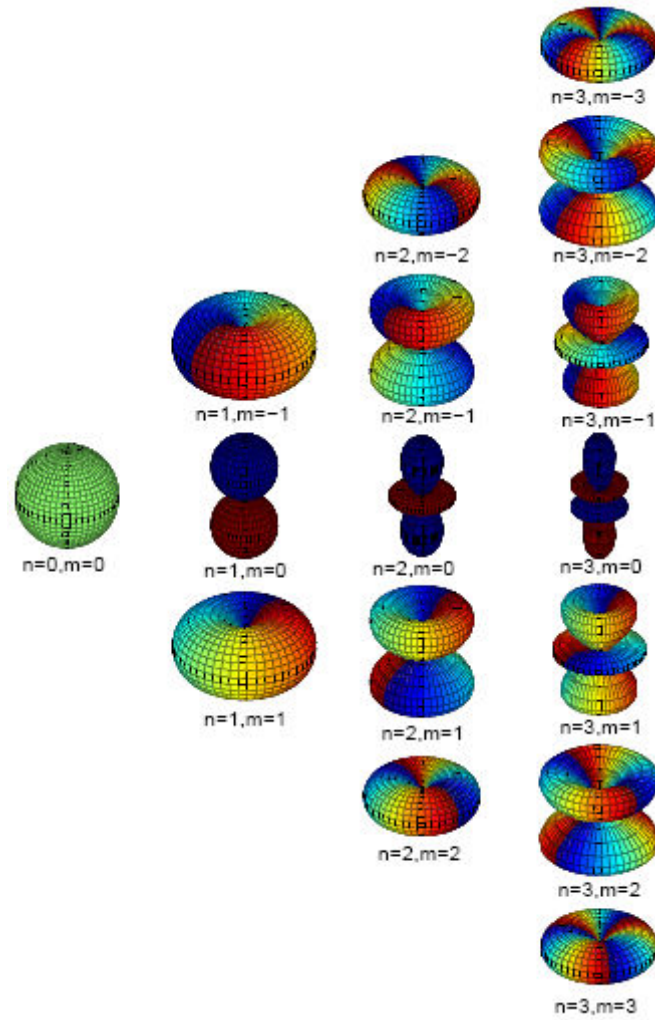 n=3,m=−3
n=2,m=−2
n=3,m=−2
n=1,m=−1
n=2,m=−1
n=3,m=−1
n=0,m=0
n=1,m=0
n=2,m=0
n=3,m=0
n=1,m=1
n=2,m=1
n=3,m=1
n=2,m=2
n=3,m=2
n=3,m=3